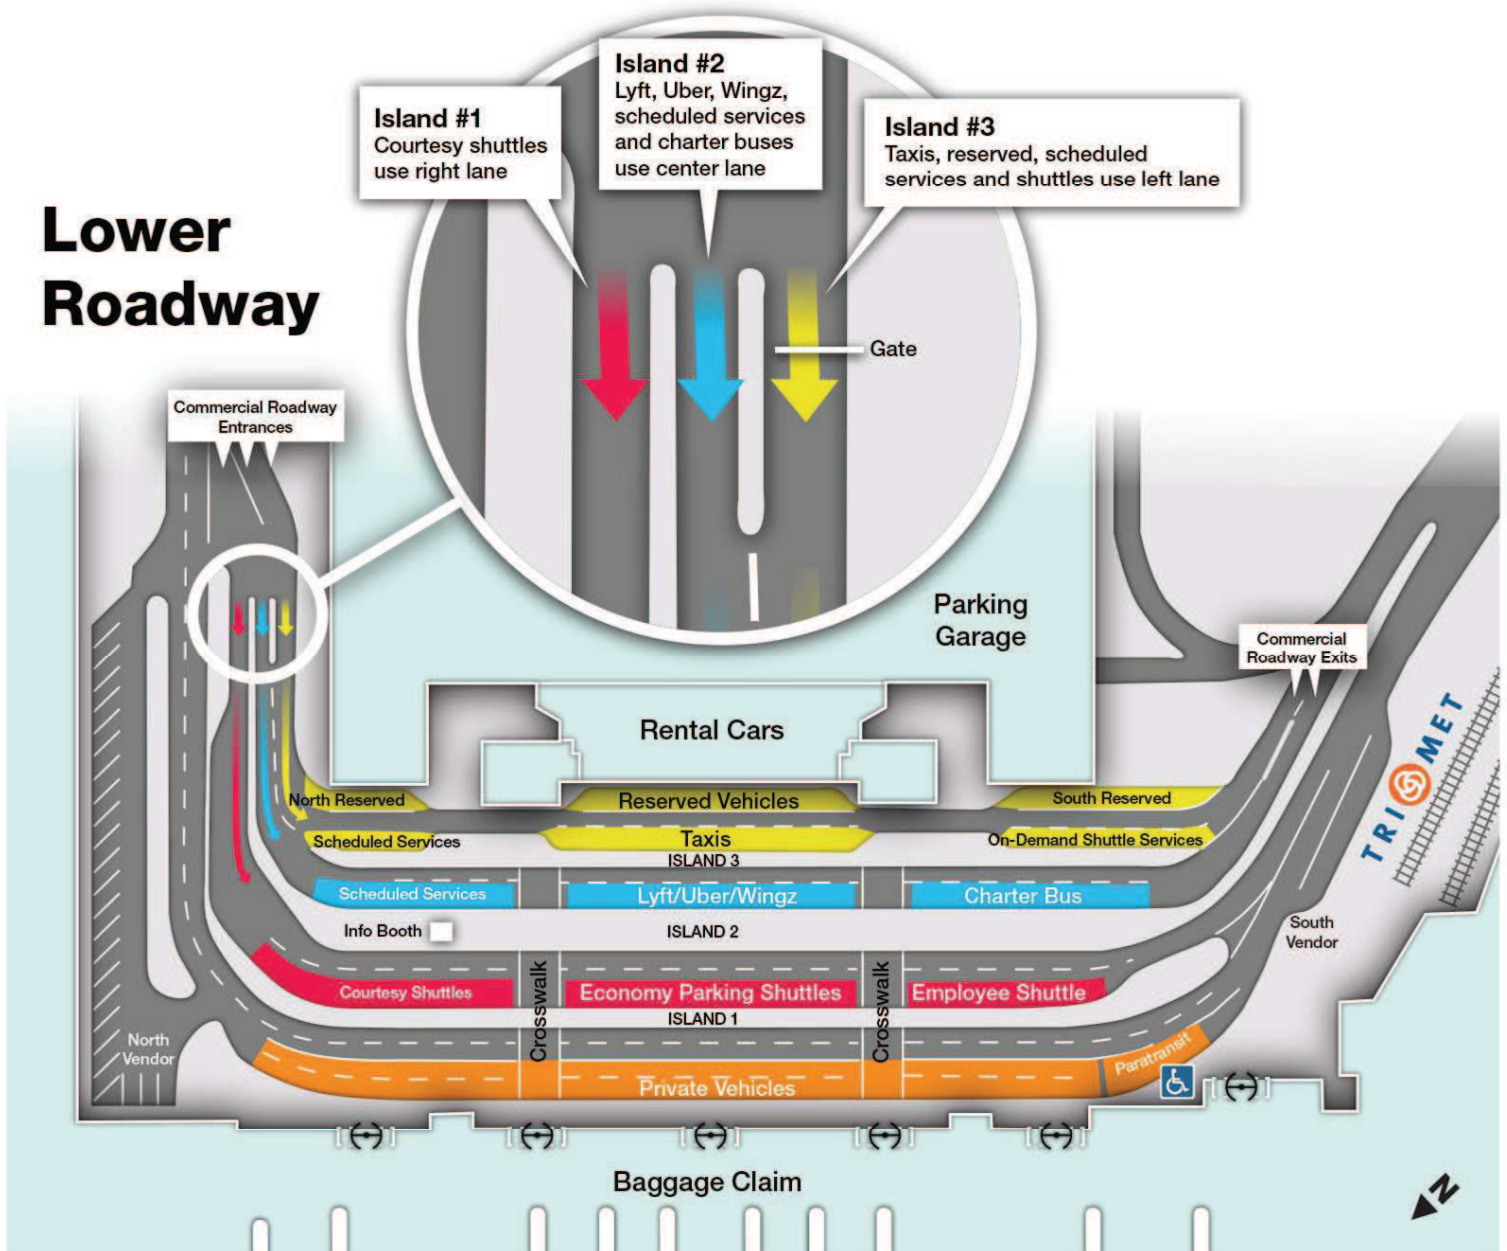 Island #1
Courtesy shuttles
use right lane
Island #2
Lyft, Uber, Wingz,
scheduled services
and charter buses
use center lane
Island #3
Taxis, reserved, scheduled
services and shuttles use left lane
Lower
Roadway
Gate
Commercial Roadway
Entrances
Parking
Garage
Commercial
Roadway Exits
Rental Cars
TRI MET
North Reserved
Reserved Vehicles
South Reserved
Scheduled Services
Taxis
On-Demand Shuttle Services
ISLAND 3
Scheduled Services
Lyft/Uber/Wingz
Charter Bus
Info Booth
ISLAND 2
South
Vendor
Courtesy Shuttles
Crosswalk
Economy Parking Shuttles
Crosswalk
Employee Shuttle
ISLAND 1
North
Vendor
Private Vehicles
Paratransit
Baggage Claim
N